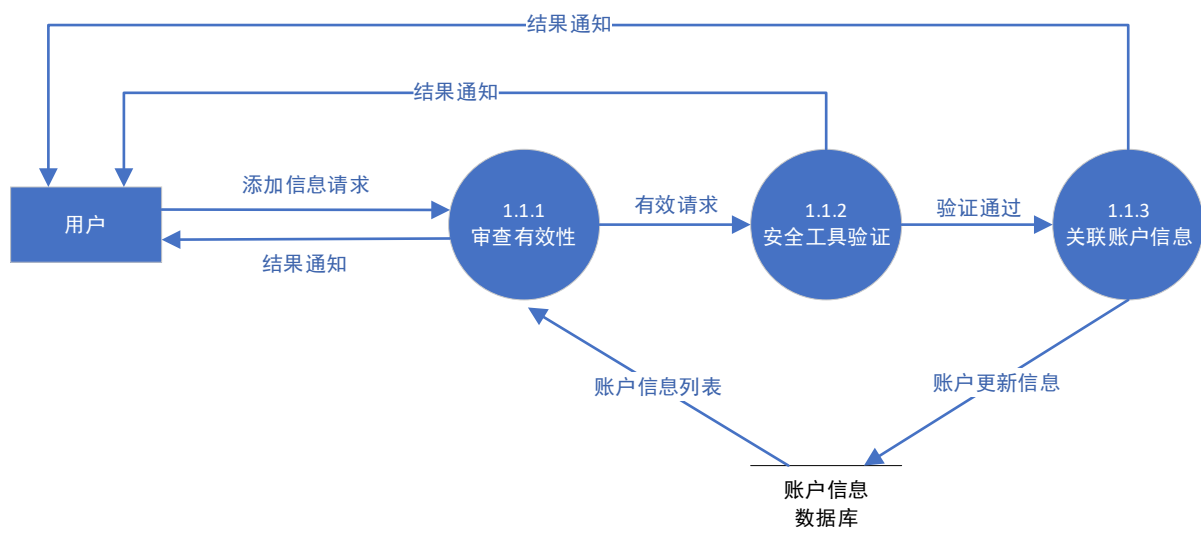 结果通知
结果通知
添加信息请求
用户
结果通知
1.1.1
审查有效性
有效请求
1.1.2
安全工具验证
验证通过
1.1.3
关联账户信息
账户信息列表
账户更新信息
账户信息
数据库